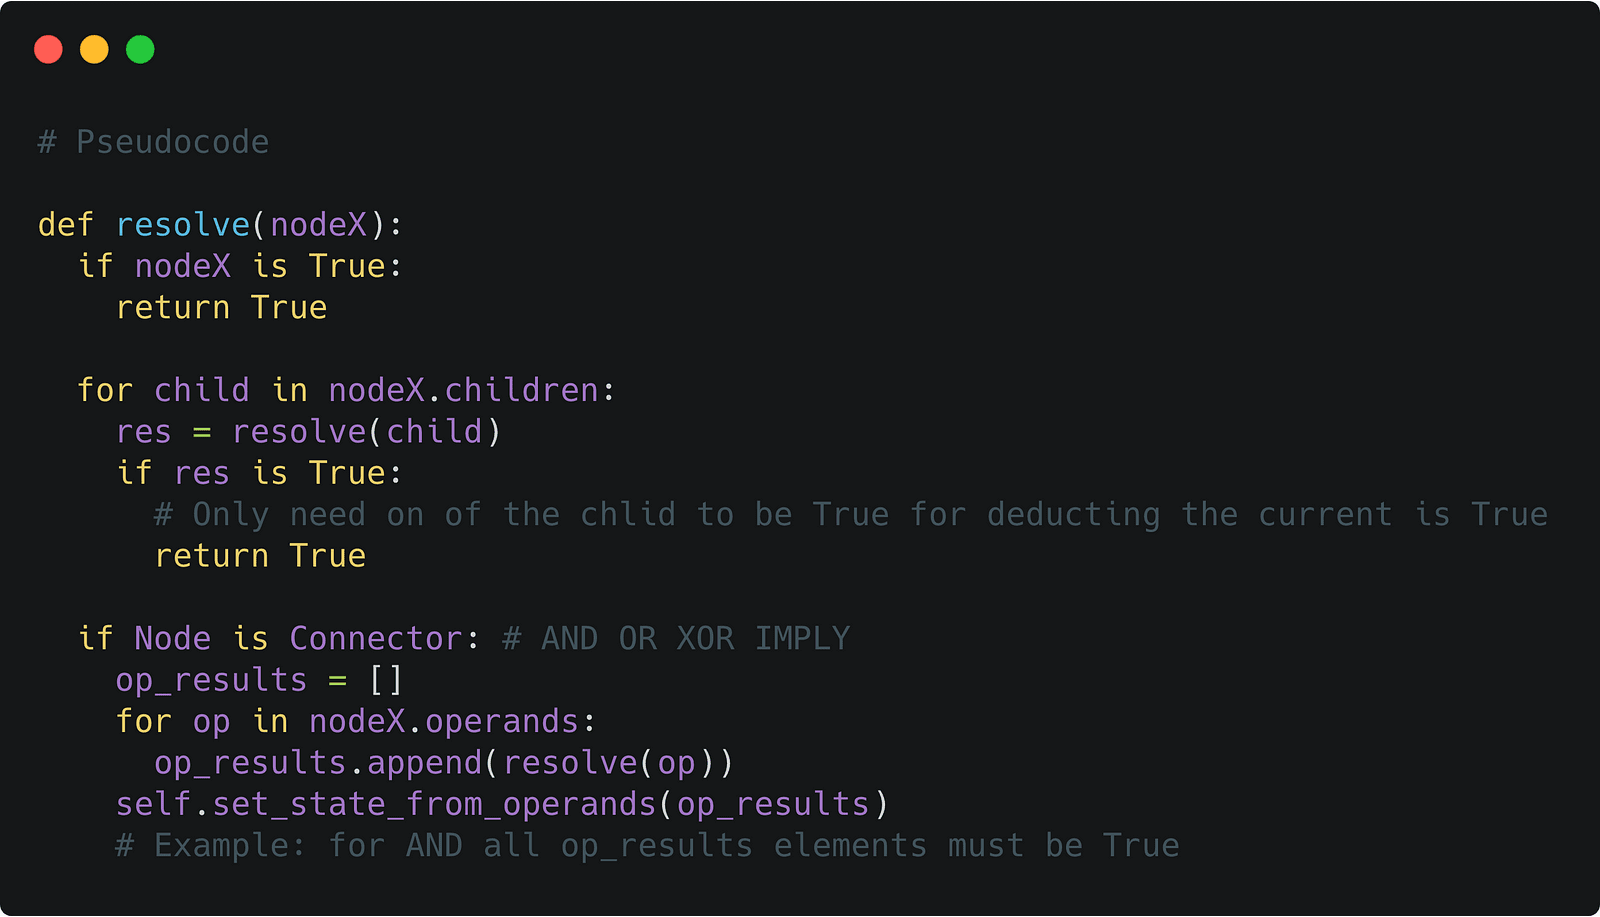 # Pseudocode
def resolve(nodeX):
  if nodeX is True:
    return True
  for child in nodeX.children:
    res = resolve(child)
    if res is True:
      # Only need on of the chlid to be True for deducting the current is True
      return True
  if Node is Connector: # AND OR XOR IMPLY
    op_results = []
    for op in nodeX.operands:
      op_results.append(resolve(op))
    self.set_state_from_operands(op_results)
    # Example: for AND all op_results elements must be True